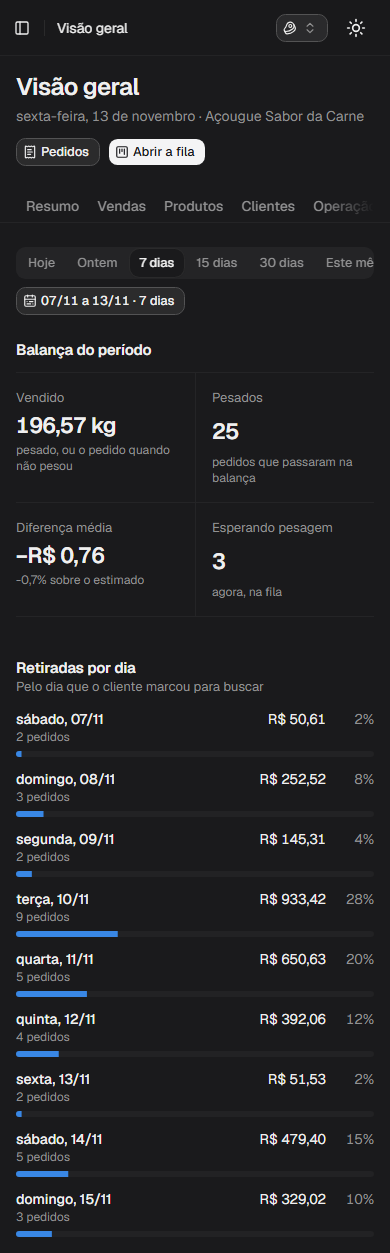 Visão geral
Visão geral
sexta-feira, 13 de novembro · Açougue Sabor da Carne
Pedidos
Abrir a fila
Resumo Vendas Produtos Clientes Operação
Hoje Ontem 7 dias 15 dias 30 dias Este mê
07/11 a 13/11 · 7 dias
Balança do período
Vendido
196,57 kg
pesado, ou o pedido quando
não pesou
Pesados
25
pedidos que passaram na
balança
Diferença média
−R$ 0,76
-0,7% sobre o estimado
Esperando pesagem
3
agora, na fila
Retiradas por dia
Pelo dia que o cliente marcou para buscar
sábado, 07/11 R$ 50,61 2%
2 pedidos
domingo, 08/11 R$ 252,52 8%
3 pedidos
segunda, 09/11 R$ 145,31 4%
2 pedidos
terça, 10/11 R$ 933,42 28%
9 pedidos
quarta, 11/11 R$ 650,63 20%
5 pedidos
quinta, 12/11 R$ 392,06 12%
4 pedidos
sexta, 13/11 R$ 51,53 2%
2 pedidos
sábado, 14/11 R$ 479,40 15%
5 pedidos
domingo, 15/11 R$ 329,02 10%
3 pedidos